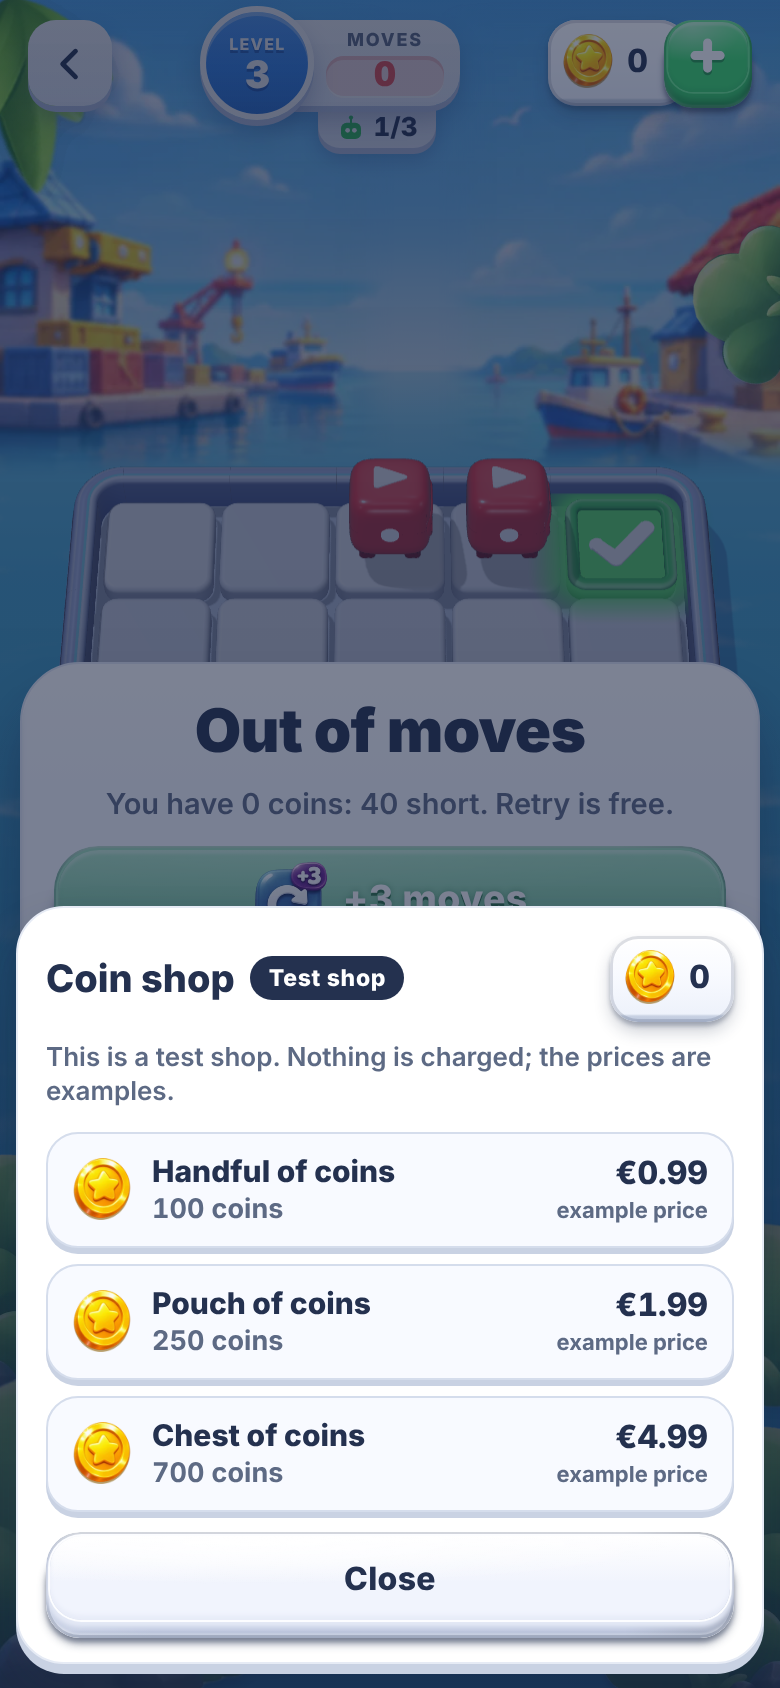 LEVEL
3
MOVES
0
1/3
0
Out of moves
You have 0 coins: 40 short. Retry is free.
+3
+3 moves
Coin shop
Test shop
0
This is a test shop. Nothing is charged; the prices are
examples.
Handful of coins
100 coins
€0.99
example price
Pouch of coins
250 coins
€1.99
example price
Chest of coins
700 coins
€4.99
example price
Close